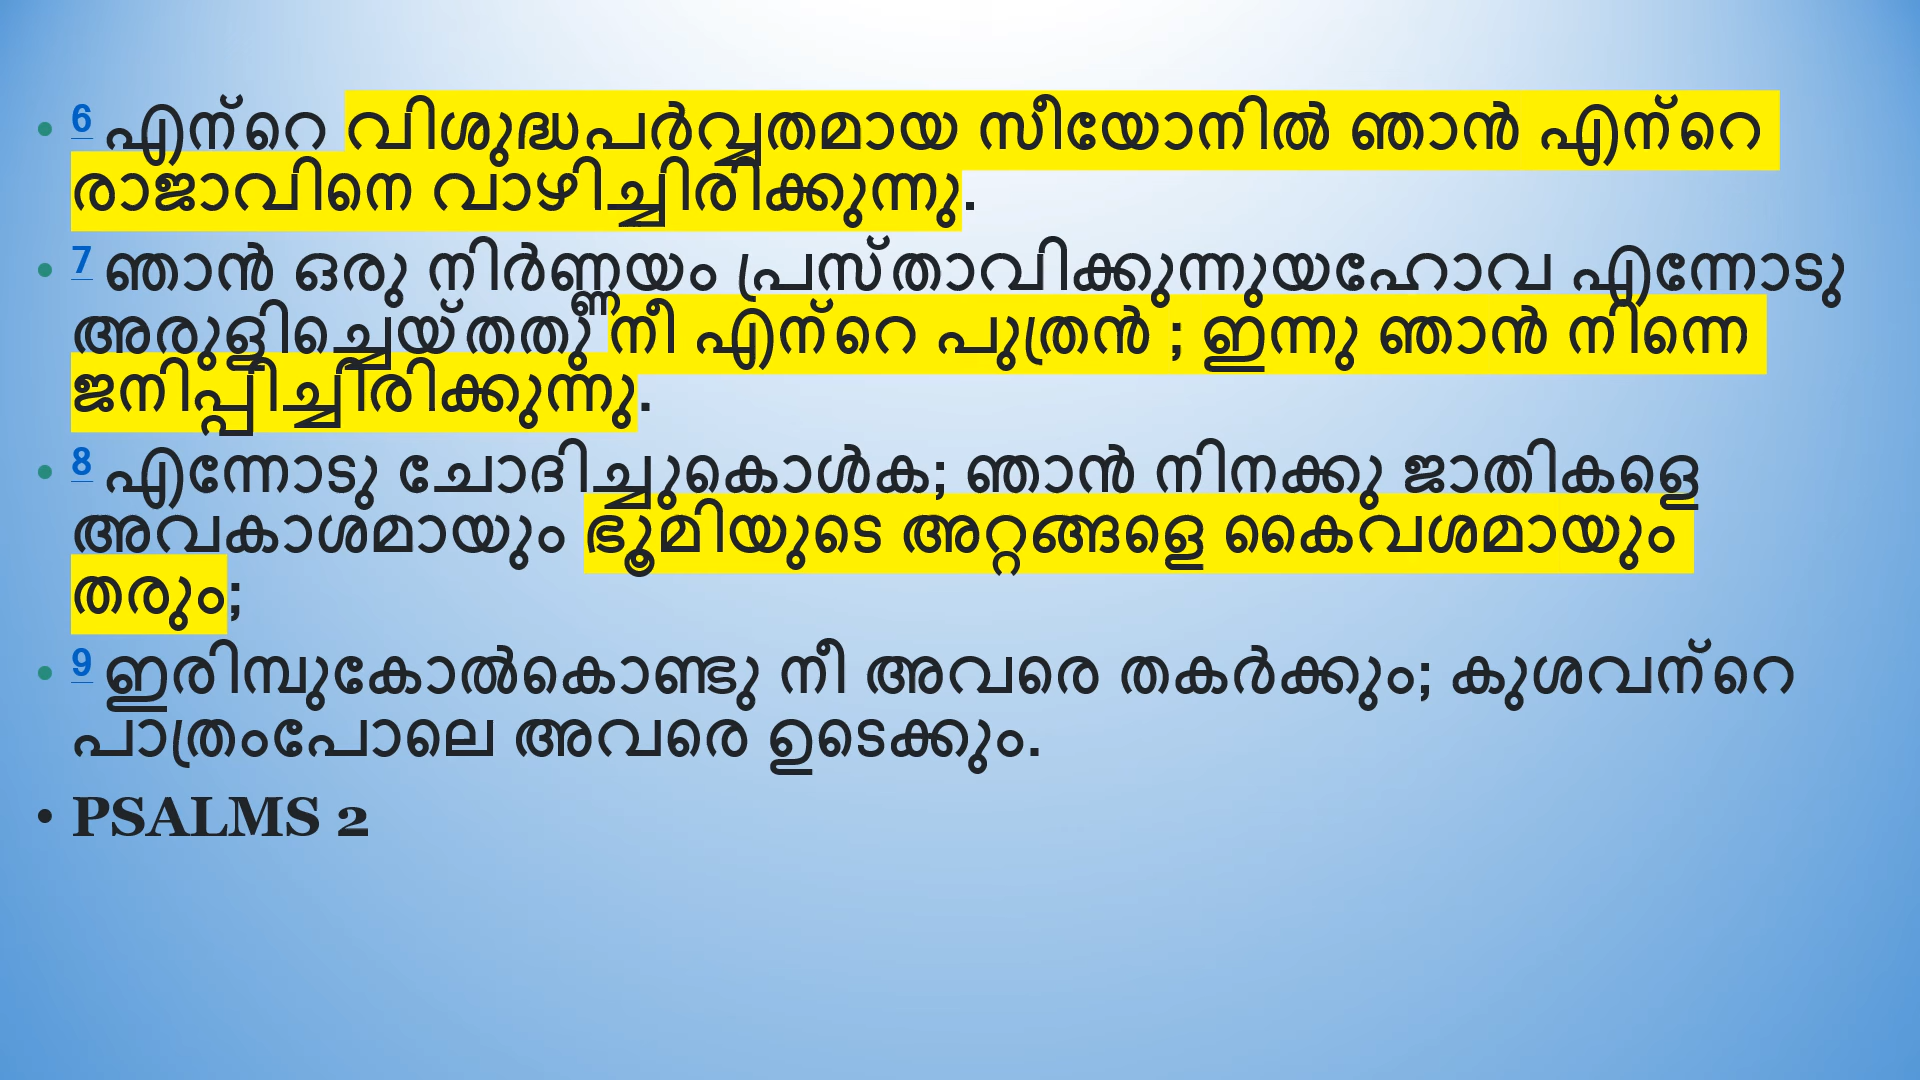 • 6 എന്റെ വിശുദ്ധപർവ്വതമായ സീയോനിൽ ഞാൻ എന്റെ
രാജാവിനെ വാഴിച്ചിരിക്കുന്നു.
• 7 ഞാൻ ഒരു നിർണ്ണയം പ്രസ്താവിക്കുന്നുയഹോവ എന്നോടു
അരുളിച്ചെയ്തതു നീ എന്റെ പുത്രൻ ; ഇന്നു ഞാൻ നിന്നെ
ജനിപ്പിച്ചിരിക്കുന്നു.
• 8 എന്നോടു ചോദിച്ചുകൊൾക; ഞാൻ നിനക്കു ജാതികളെ
അവകാശമായും ഭൂമിയുടെ അറ്റങ്ങളെ കൈവശമായും
തരും;
• 9 ഇരിമ്പുകോൽകൊണ്ടു നീ അവരെ തകർക്കും; കുശവന്റെ
പാത്രംപോലെ അവരെ ഉടെക്കും.
• PSALMS 2